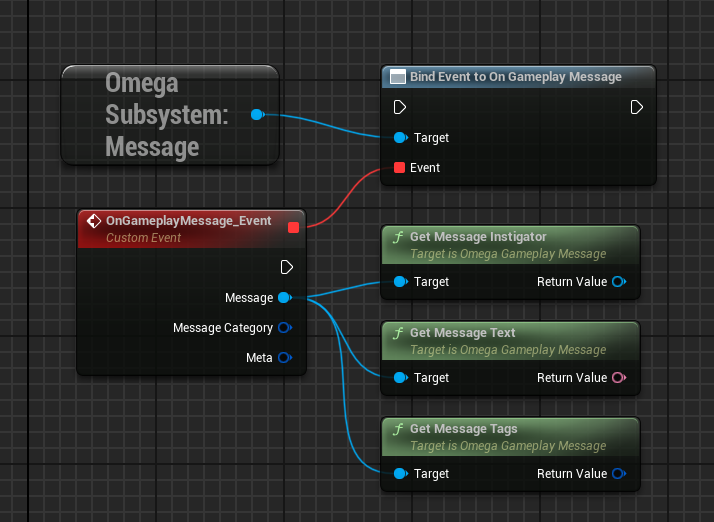 Omega
Subsystem:
Message
Bind Event to On Gameplay Message
Target
Event
OnGameplayMessage_Event
Custom Event
Message
Message Category
Meta
Get Message Instigator
Target is Omega Gameplay Message
Target Return Value
Get Message Text
Target is Omega Gameplay Message
Target Return Value
Get Message Tags
Target is Omega Gameplay Message
Target Return Value